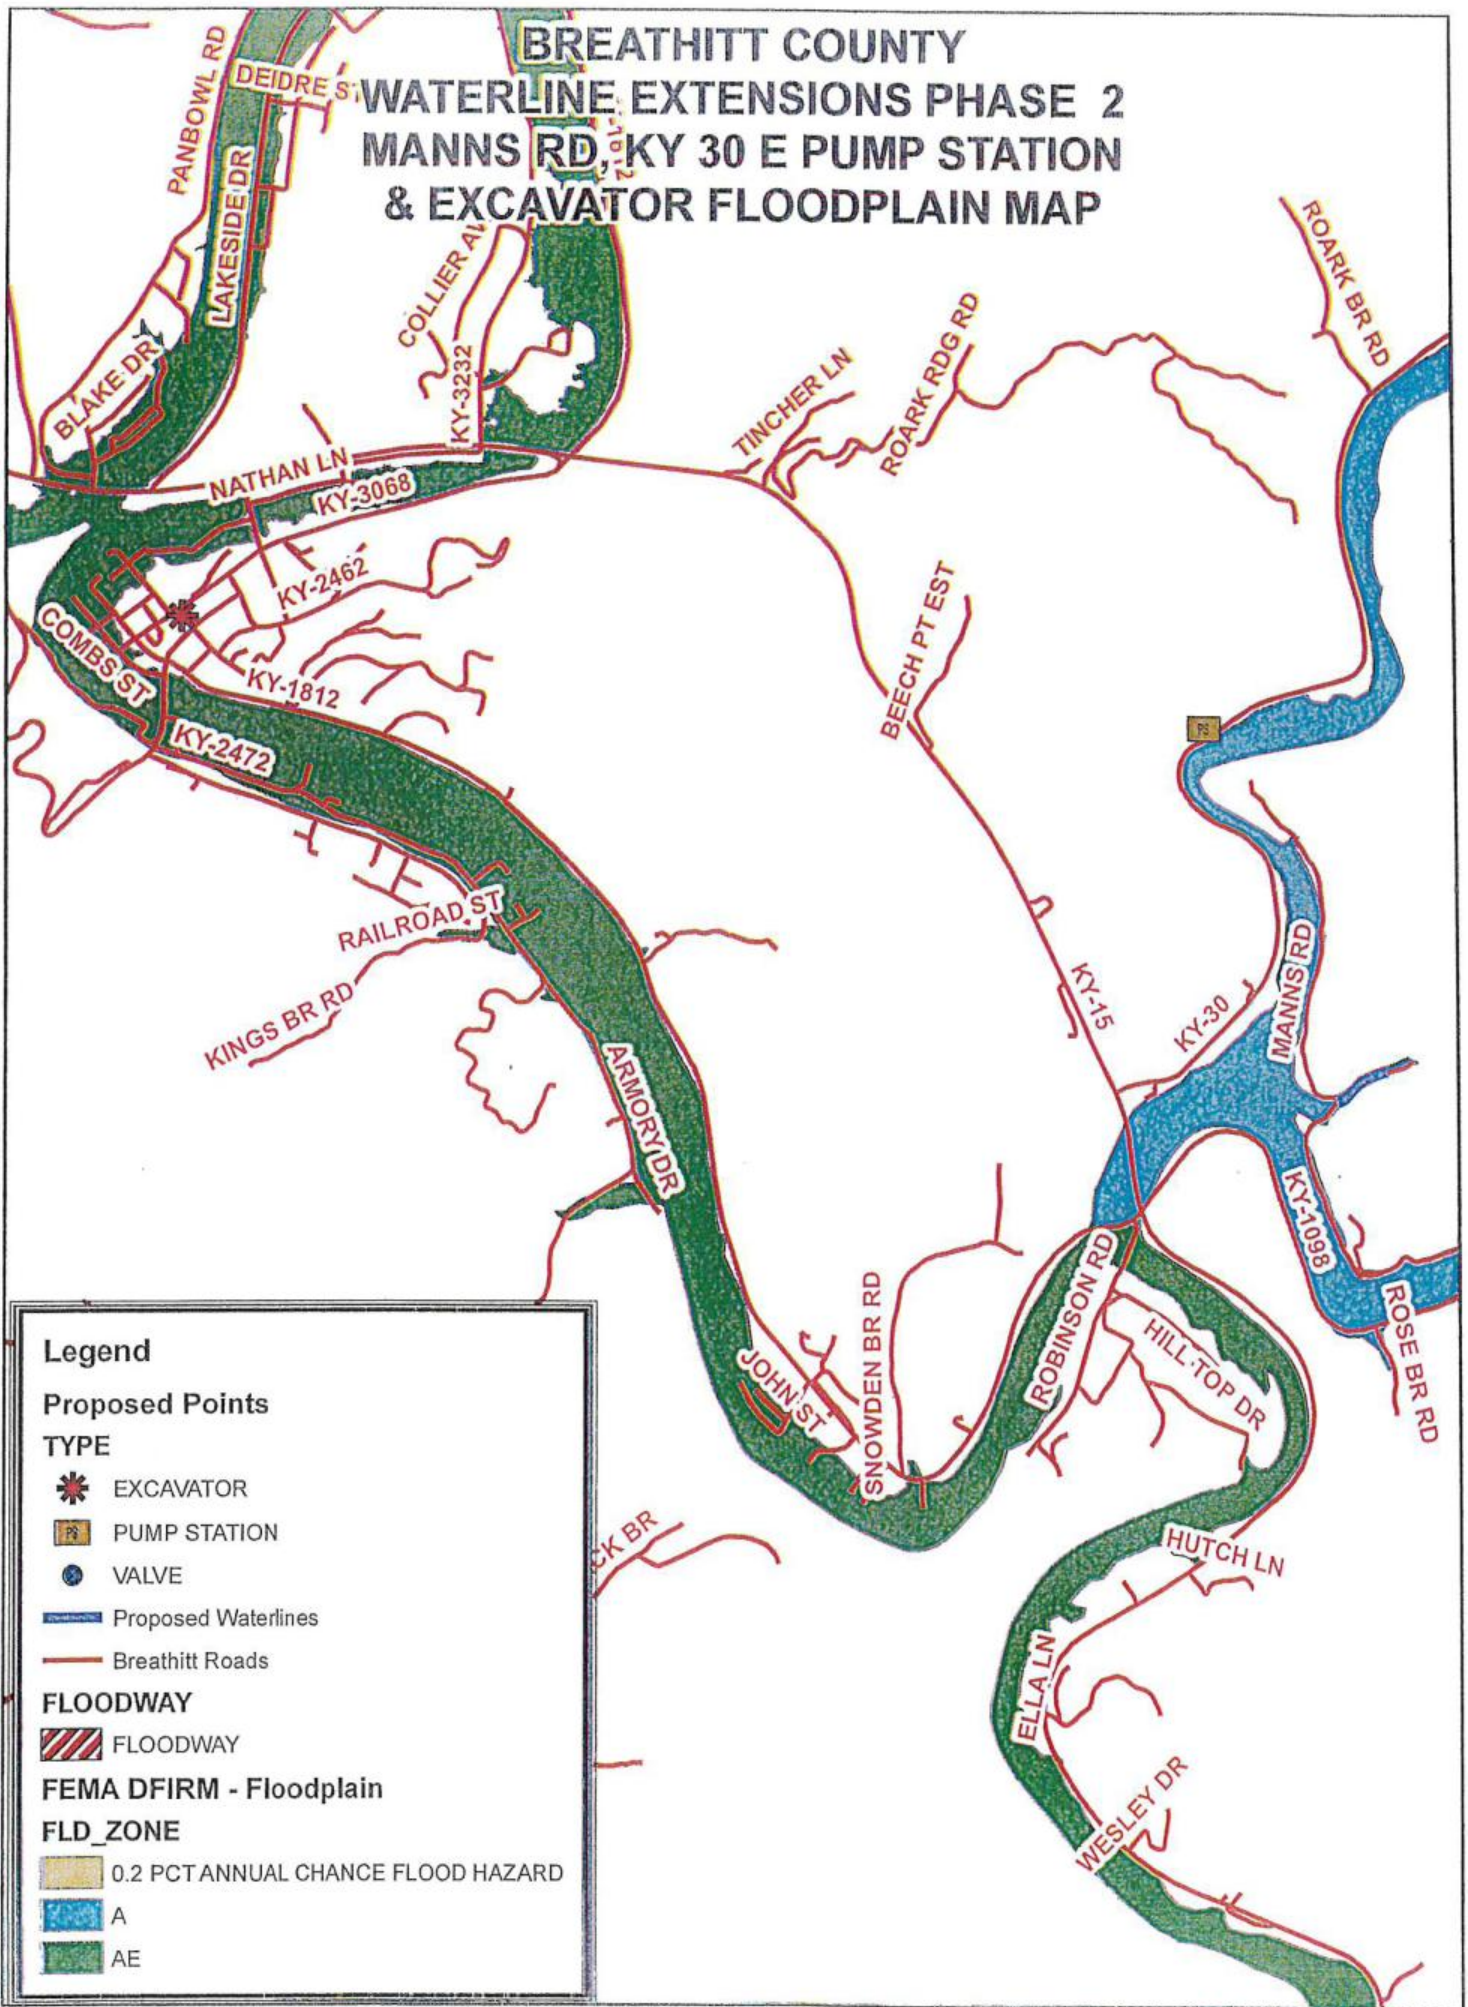 BREATHITT COUNTY
WATERLINE EXTENSIONS PHASE 2
MANNS RD, KY 30 E PUMP STATION
& EXCAVATOR FLOODPLAIN MAP
PANBOWL RD
DEIDRE ST
LAKESIDE DR
COLLIER AV
BLAKE DR
KY-3232
TINCHER LN
ROARK RDG RD
ROARK BR RD
NATHAN LN
KY-3068
KY-2462
COMBS ST
KY-1812
KY-2472
BEECH PT EST
PS
RAILROAD ST
KINGS BR RD
KY-15
KY-30
MANNS RD
ARMORY DR
KY-1098
ROSE BR RD
SNOWDEN BR RD
ROBINSON RD
HILL TOP DR
JOHN ST
HUTCH LN
CK BR
ELLA LN
WESLEY DR
Legend
Proposed Points
TYPE
EXCAVATOR
PS PUMP STATION
VALVE
Proposed Waterlines
Breathitt Roads
FLOODWAY
FLOODWAY
FEMA DFIRM - Floodplain
FLD_ZONE
0.2 PCT ANNUAL CHANCE FLOOD HAZARD
A
AE